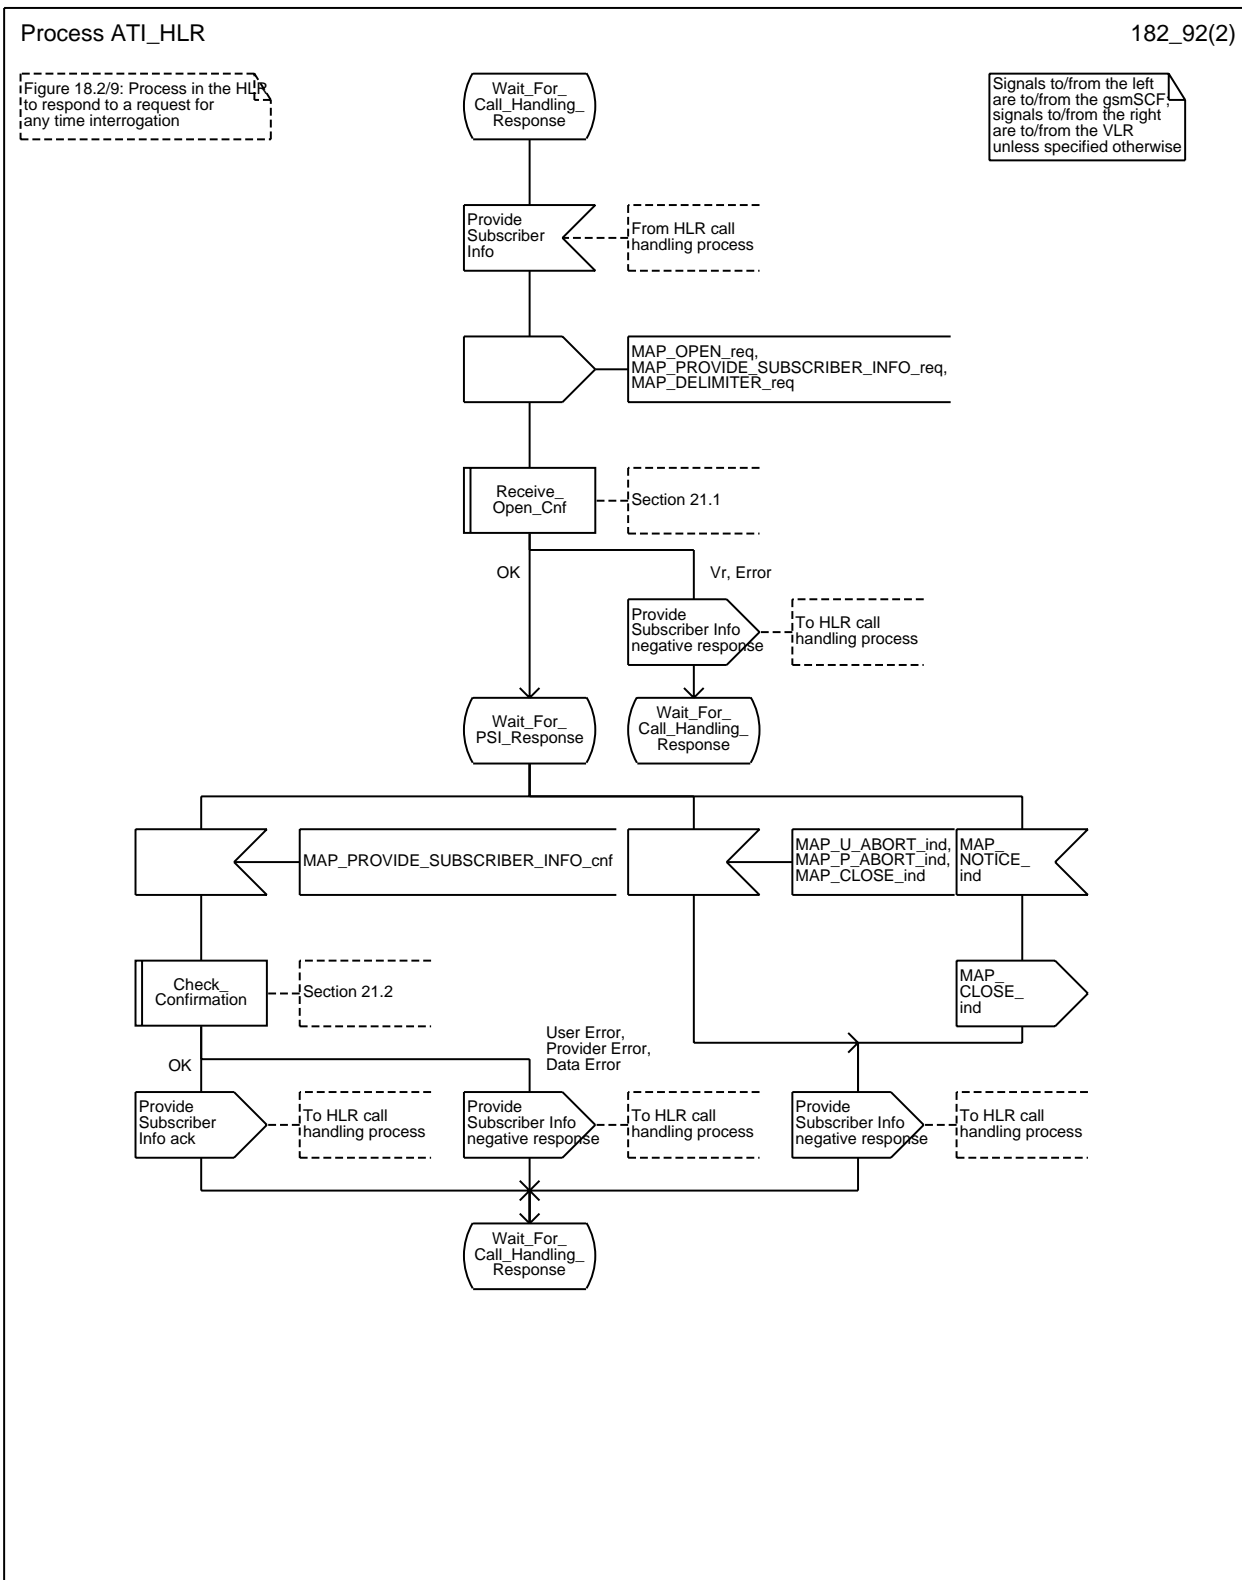 Process ATI_HLR
182_92(2)
Figure 18.2/9: Process in the HLR
to respond to a request for
any time interrogation
Wait_For_
Call_Handling_
Response
Signals to/from the left
are to/from the gsmSCF;
signals to/from the right
are to/from the VLR
unless specified otherwise
Provide
Subscriber
Info
From HLR call
handling process
MAP_OPEN_req,
MAP_PROVIDE_SUBSCRIBER_INFO_req,
MAP_DELIMITER_req
Receive_
Open_Cnf
Section 21.1
OK
Vr, Error
Provide
Subscriber Info
negative response
To HLR call
handling process
Wait_For_
PSI_Response
Wait_For_
Call_Handling_
Response
MAP_PROVIDE_SUBSCRIBER_INFO_cnf
MAP_U_ABORT_ind,
MAP_P_ABORT_ind,
MAP_CLOSE_ind
MAP_
NOTICE_
ind
Check_
Confirmation
Section 21.2
MAP_
CLOSE_
ind
OK
User Error,
Provider Error,
Data Error
Provide
Subscriber
Info ack
To HLR call
handling process
Provide
Subscriber Info
negative response
To HLR call
handling process
Provide
Subscriber Info
negative response
To HLR call
handling process
Wait_For_
Call_Handling_
Response